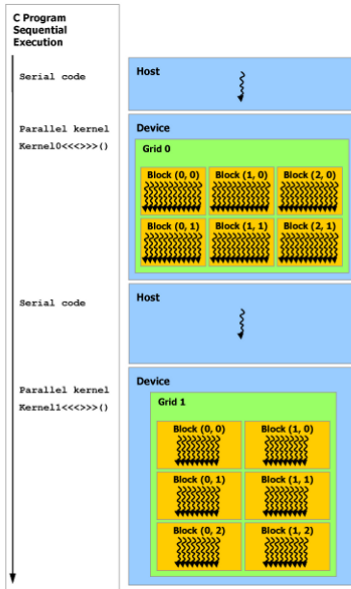 C Program
Sequential
Execution
Serial code
Host
Parallel kernel
Kernel0<<<>>>()
Device
Grid 0
Block (0, 0)
Block (1, 0)
Block (2, 0)
Block (0, 1)
Block (1, 1)
Block (2, 1)
Serial code
Host
Parallel kernel
Kernel1<<<>>>()
Device
Grid 1
Block (0, 0)
Block (1, 0)
Block (0, 1)
Block (1, 1)
Block (0, 2)
Block (1, 2)